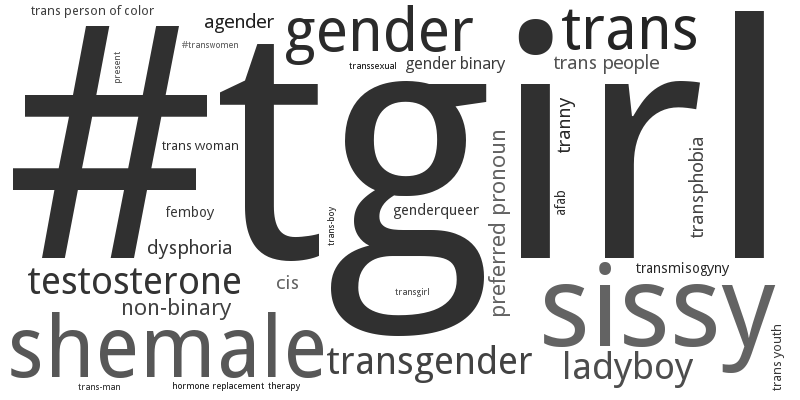 trans person of color
agender
gender
trans
#transwomen
present
transsexual
gender binary
trans people
#tgirl
tranny
trans woman
preferred pronoun
transphobia
afab
femboy
trans-boy
genderqueer
dysphoria
testosterone
cis
transgirl
transmisogyny
non-binary
sissy
shemale
transgender
ladyboy
trans youth
trans-man
hormone replacement therapy